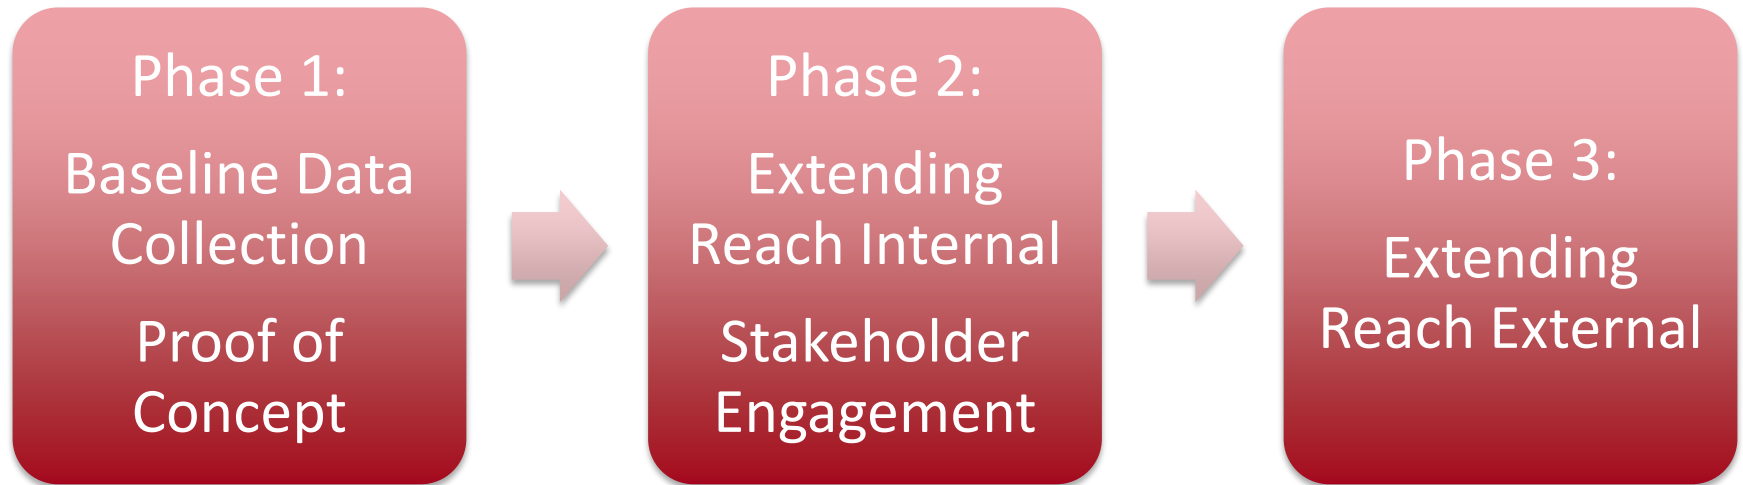 Phase 1:
Baseline Data
Collection
Proof of
Concept
Phase 2:
Extending
Reach Internal
Stakeholder
Engagement
Phase 3:
Extending
Reach External